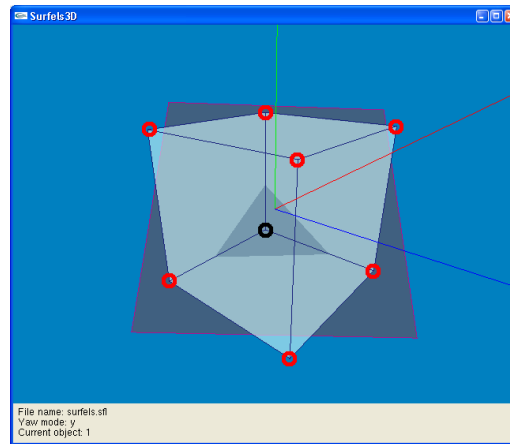 Surfels3D
File name: surfels.sfl
Yaw mode: y
Current object: 1